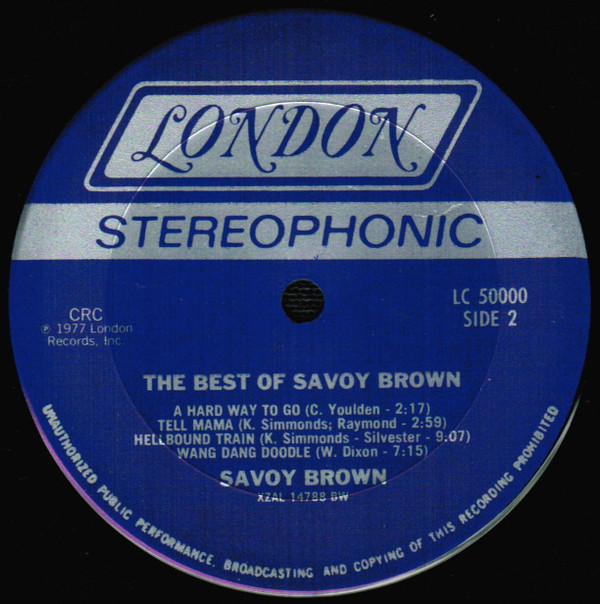 LONDON
STEREOPHONIC
LC 50000
SIDE 2
CRC
℗ 1977 London
Records, Inc.
THE BEST OF SAVOY BROWN
A HARD WAY TO GO (C. Youlden - 2:17)
TELL MAMA (K. Simmonds; Raymond - 2:59)
HELLBOUND TRAIN (K. Simmonds - Silvester - 9:07)
WANG DANG DOODLE (W. Dixon - 7:15)
SAVOY BROWN
XZAL 14788 BW
UNAUTHORIZED PUBLIC PERFORMANCE, BROADCASTING AND COPYING OF THIS RECORDING PROHIBITED